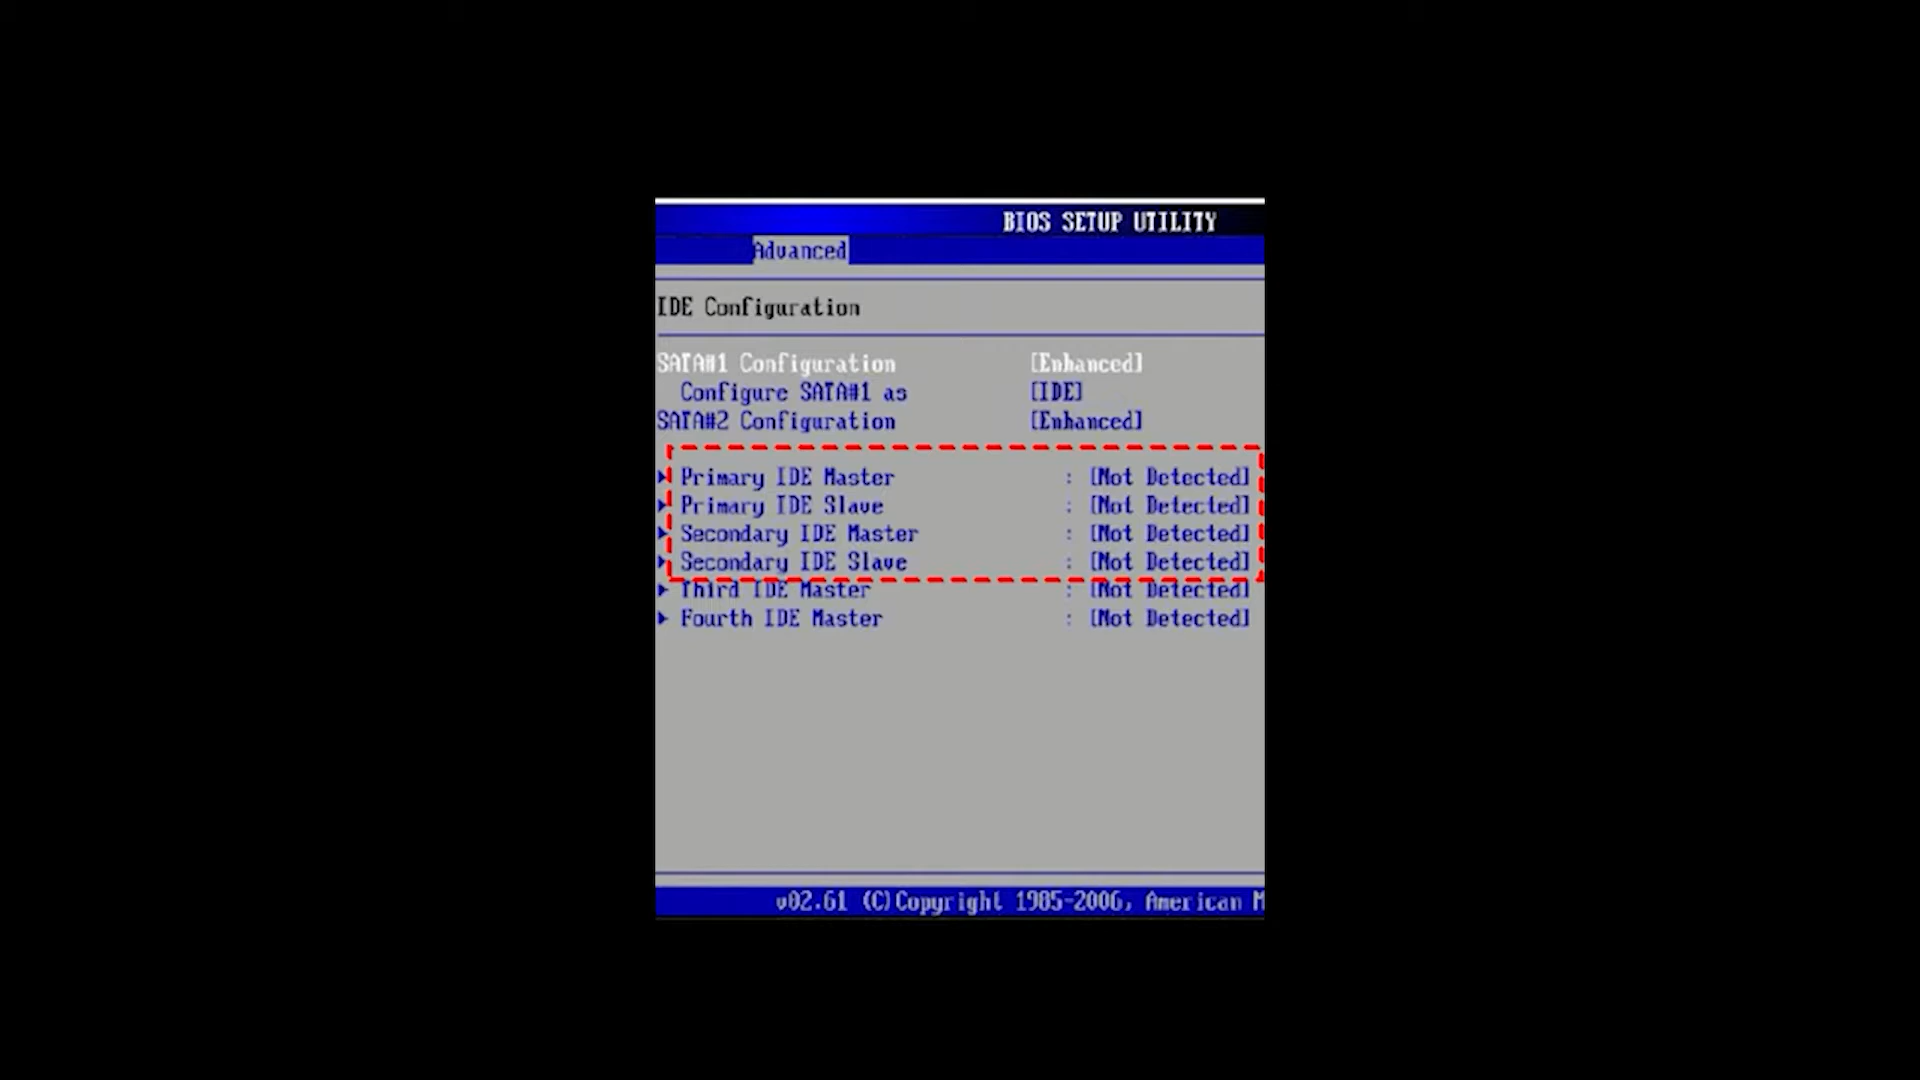 BIOS SETUP UTILITY
Advanced
IDE Configuration
SATA#1 Configuration [Enhanced]
Configure SATA#1 as [IDE]
SATA#2 Configuration [Enhanced]
Primary IDE Master : [Not Detected]
Primary IDE Slave : [Not Detected]
Secondary IDE Master : [Not Detected]
Secondary IDE Slave : [Not Detected]
Third IDE Master : [Not Detected]
Fourth IDE Master : [Not Detected]
v02.61 (C)Copyright 1985-2006, American M